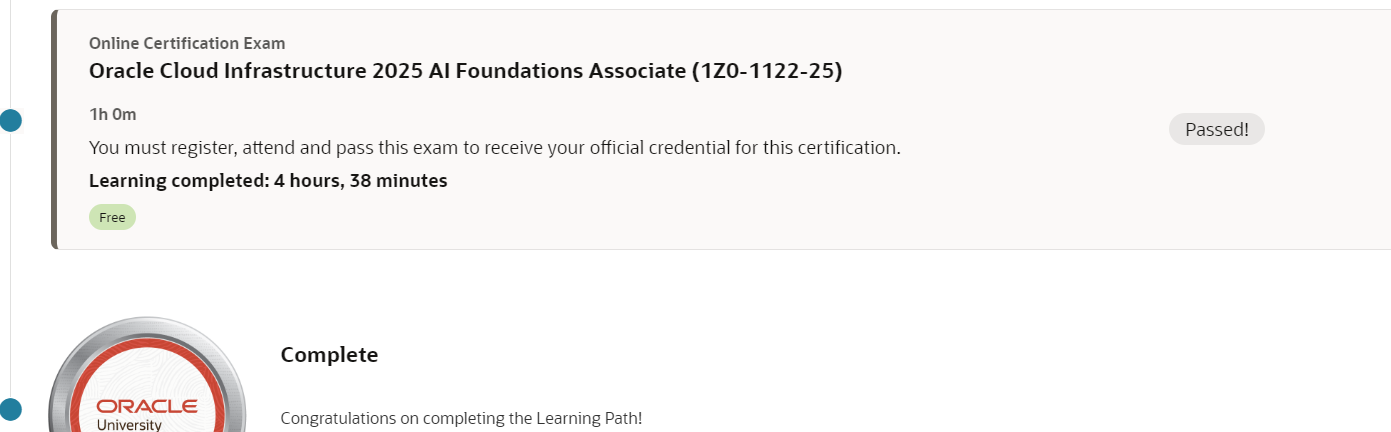 Online Certification Exam
Oracle Cloud Infrastructure 2025 AI Foundations Associate (1Z0-1122-25)
1h 0m
Passed!
You must register, attend and pass this exam to receive your official credential for this certification.
Learning completed: 4 hours, 38 minutes
Free
Complete
ORACLE
University
Congratulations on completing the Learning Path!